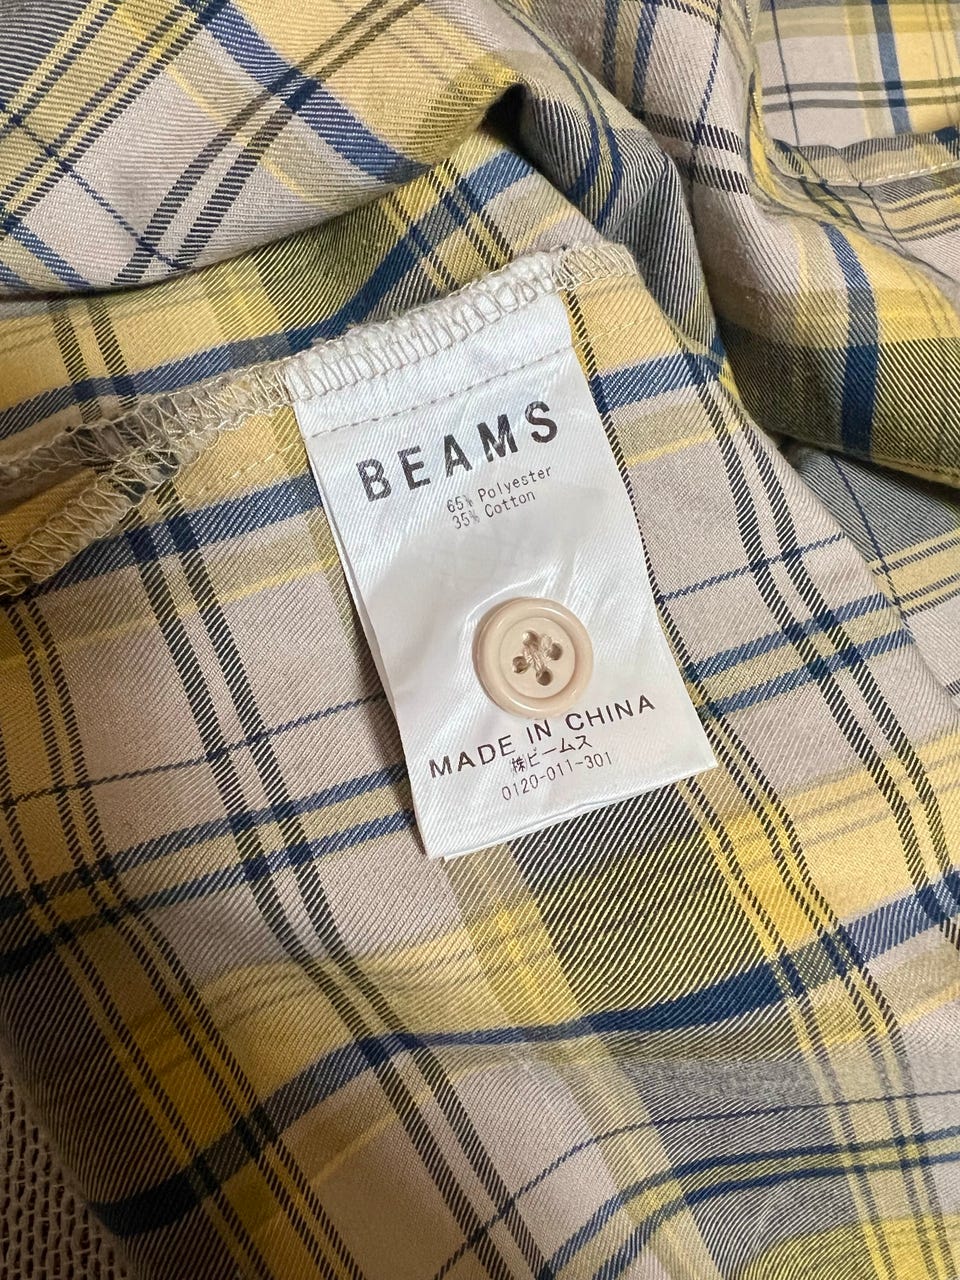 BEAMS
65% Polyester
35% Cotton
MADE IN CHINA
㈱ビームス
0120-011-301